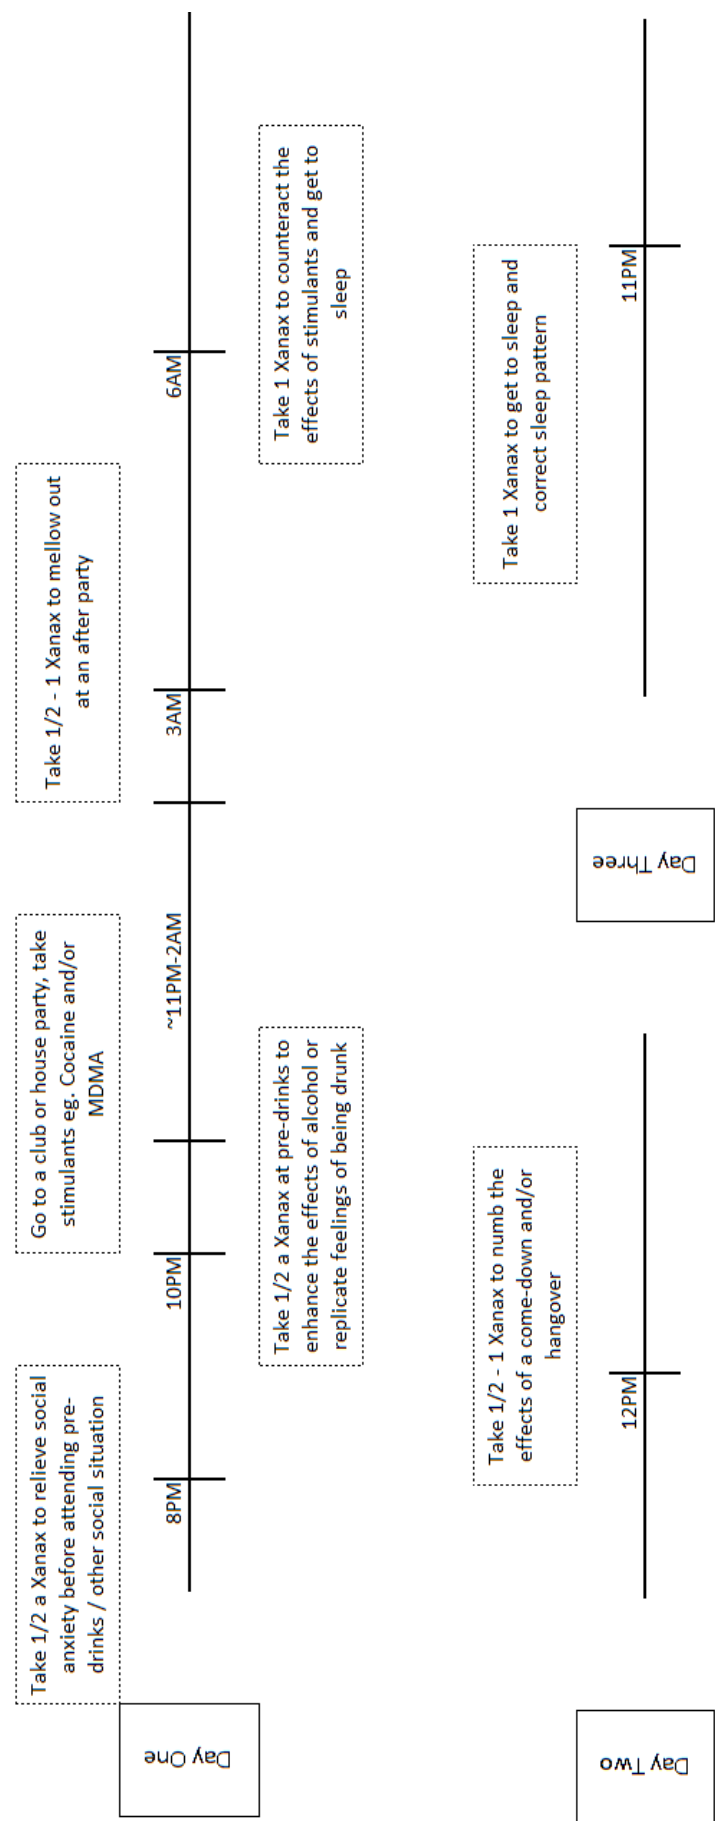 Day One
Take 1/2 a Xanax to relieve social
anxiety before attending pre-
drinks / other social situation
8PM
10PM
Take 1/2 a Xanax at pre-drinks to
enhance the effects of alcohol or
replicate feelings of being drunk
Go to a club or house party, take
stimulants eg. Cocaine and/or
MDMA
~11PM-2AM
3AM
Take 1/2 - 1 Xanax to mellow out
at an after party
6AM
Take 1 Xanax to counteract the
effects of stimulants and get to
sleep
Day Two
12PM
Take 1/2 - 1 Xanax to numb the
effects of a come-down and/or
hangover
Day Three
11PM
Take 1 Xanax to get to sleep and
correct sleep pattern